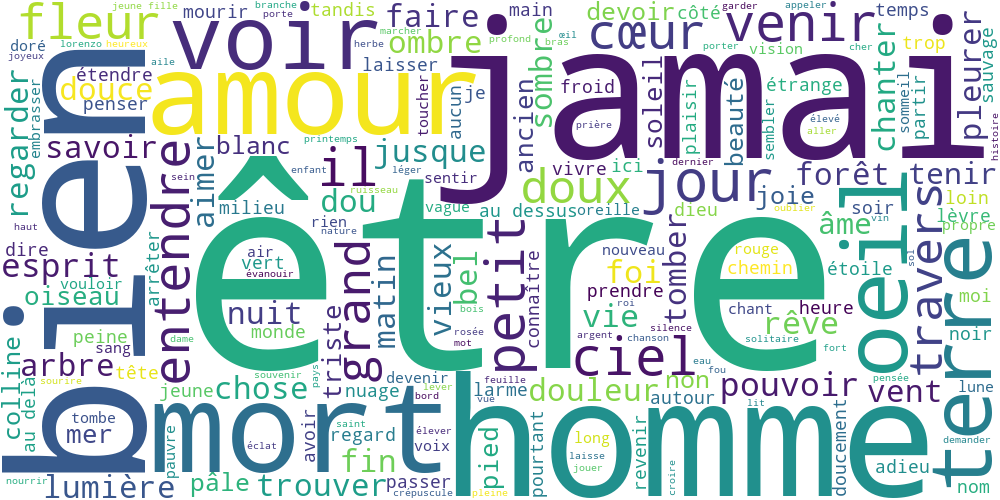 fleur
jeune fille
branche
porte
mourir
tandis
voir
faire
main
ombre
laisser
devoir
côté
venir
temps
appeler
garder
marcher
profond
bras
œil
cœur
porter
vision
cher
trop
doré
joyeux
lorenzo
heureux
herbe
aile
étendre
douce
penser
amour
toucher
aucun
je
jamai
sombre
froid
prière
soleil
plaisir
beauté
étrange
sembler
élevé
aller
chanter
sommeil
partir
pleurer
sauvage
histoire
regarder
embrasser
bien
savoir
entendre
aimer
blanc
printemps
enfant
ruisseau
il
jusque
léger
sentir
ancien
vivre
ici
dernier
jour
joie
oublier
forêt
tenir
sein
milieu
dou
rien
nature
vague
au dessus
doux
oreille
dieu
âme
soir
vin
loin
lèvre
propre
haut
dire
esprit
vouloir
oiseau
arrêter
air
vert
evanouir
être
grand
matin
vieux
bel
petit
connaître
nouveau
foi
tomber
rouge
chemin
étoile
oeil
travers
sol
terre
moi
noir
nuit
monde
bois
roi
rosée
mot
prendre
vie
silence
argent
chanson
chant
heure
rêve
solitaire
fort
peine
sang
dame
arbre
tête
sourire
colline
au delà
souvenir
pays
triste
ciel
eau
fou
pensée
jeune
chose
nuage
devenir
lever
bord
feuille
vue
larme
douleur
non
autour
pouvoir
lit
vent
lune
demander
tombe
mer
pauvre
mort
éclat
avoir
saint
regard
élever
voix
homme
pied
pourtant
long
laisse
jouer
revenir
croire
doucement
adieu
nom
nourrir
lumière
pâle
trouver
fin
passer
crépuscule
pleine